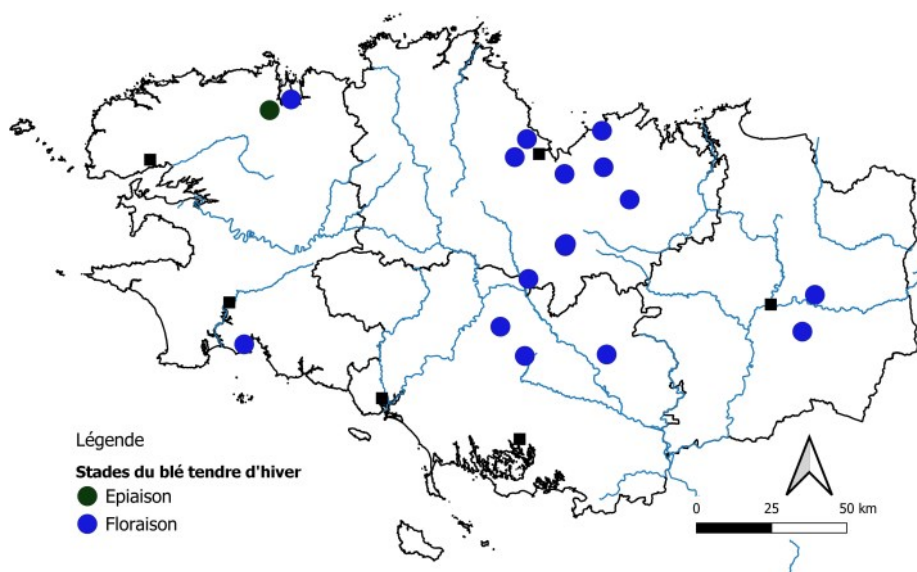 Légende
Stades du blé tendre d'hiver
Epiaison
Floraison
0 25 50 km